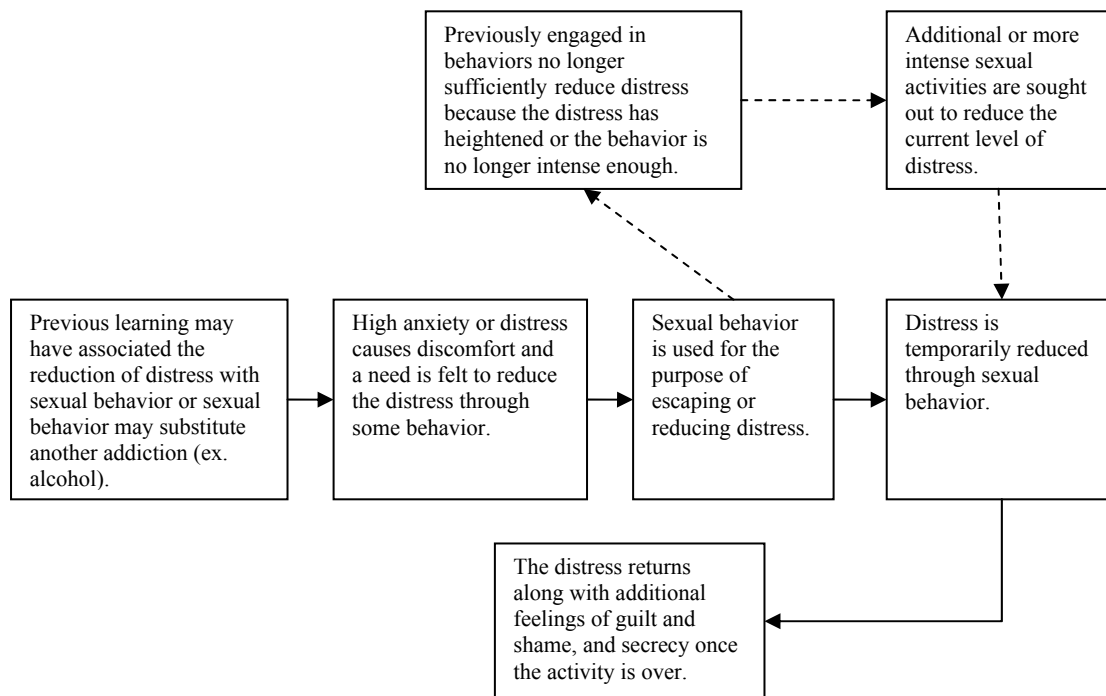 Previously engaged in
behaviors no longer
sufficiently reduce distress
because the distress has
heightened or the behavior is
no longer intense enough.
Additional or more
intense sexual
activities are sought
out to reduce the
current level of
distress.
Previous learning may
have associated the
reduction of distress with
sexual behavior or sexual
behavior may substitute
another addiction (ex.
alcohol).
High anxiety or distress
causes discomfort and
a need is felt to reduce
the distress through
some behavior.
Sexual behavior
is used for the
purpose of
escaping or
reducing distress.
Distress is
temporarily reduced
through sexual
behavior.
The distress returns
along with additional
feelings of guilt and
shame, and secrecy once
the activity is over.